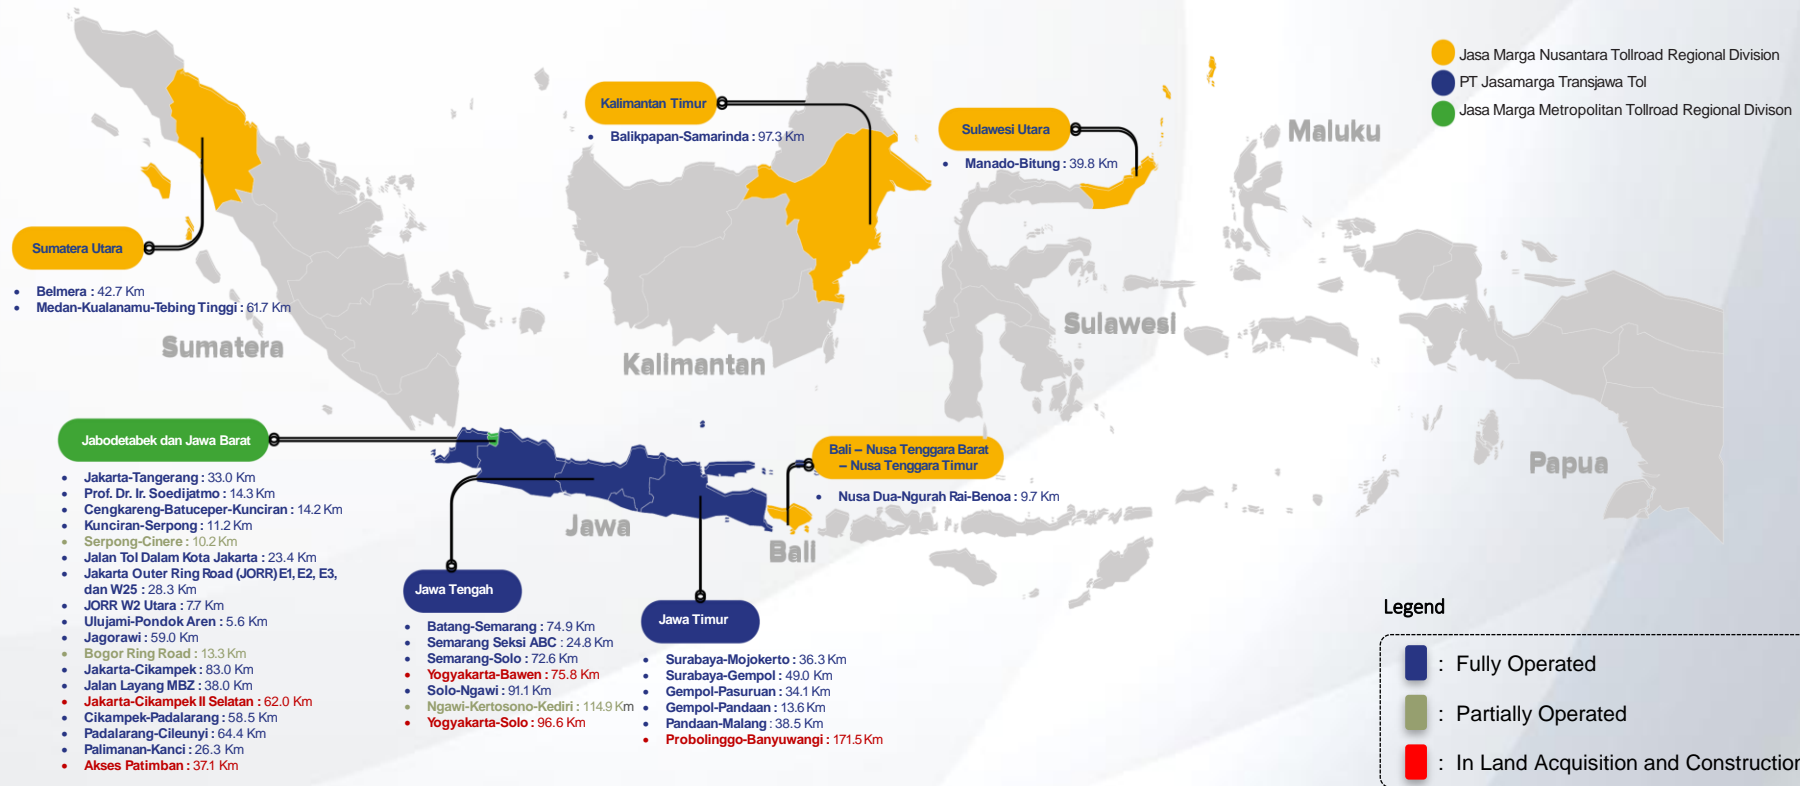 Jasa Marga Nusantara Tollroad Regional Division
PT Jasamarga Transjawa Tol
Jasa Marga Metropolitan Tollroad Regional Divison
Kalimantan Timur
• Balikpapan-Samarinda : 97.3 Km
Sulawesi Utara
• Manado-Bitung : 39.8 Km
Maluku
Sumatera Utara
• Belmera : 42.7 Km
• Medan-Kualanamu-Tebing Tinggi : 61.7 Km
Sumatera
Kalimantan
Sulawesi
Papua
Jawa
Bali
Jabodetabek dan Jawa Barat
• Jakarta-Tangerang : 33.0 Km
• Prof. Dr. Ir. Soedijatmo : 14.3 Km
• Cengkareng-Batuceper-Kunciran : 14.2 Km
• Kunciran-Serpong : 11.2 Km
• Serpong-Cinere : 10.2 Km
• Jalan Tol Dalam Kota Jakarta : 23.4 Km
• Jakarta Outer Ring Road (JORR) E1, E2, E3,
dan W25 : 28.3 Km
• JORR W2 Utara : 7.7 Km
• Ulujami-Pondok Aren : 5.6 Km
• Jagorawi : 59.0 Km
• Bogor Ring Road : 13.3 Km
• Jakarta-Cikampek : 83.0 Km
• Jalan Layang MBZ : 38.0 Km
• Jakarta-Cikampek II Selatan : 62.0 Km
• Cikampek-Padalarang : 58.5 Km
• Padalarang-Cileunyi : 64.4 Km
• Palimanan-Kanci : 26.3 Km
• Akses Patimban : 37.1 Km
Bali – Nusa Tenggara Barat
– Nusa Tenggara Timur
• Nusa Dua-Ngurah Rai-Benoa : 9.7 Km
Jawa Tengah
• Batang-Semarang : 74.9 Km
• Semarang Seksi ABC : 24.8 Km
• Semarang-Solo : 72.6 Km
• Yogyakarta-Bawen : 75.8 Km
• Solo-Ngawi : 91.1 Km
• Ngawi-Kertosono-Kediri : 114.9 Km
• Yogyakarta-Solo : 96.6 Km
Jawa Timur
• Surabaya-Mojokerto : 36.3 Km
• Surabaya-Gempol : 49.0 Km
• Gempol-Pasuruan : 34.1 Km
• Gempol-Pandaan : 13.6 Km
• Pandaan-Malang : 38.5 Km
• Probolinggo-Banyuwangi : 171.5 Km
Legend
: Fully Operated
: Partially Operated
: In Land Acquisition and Construction